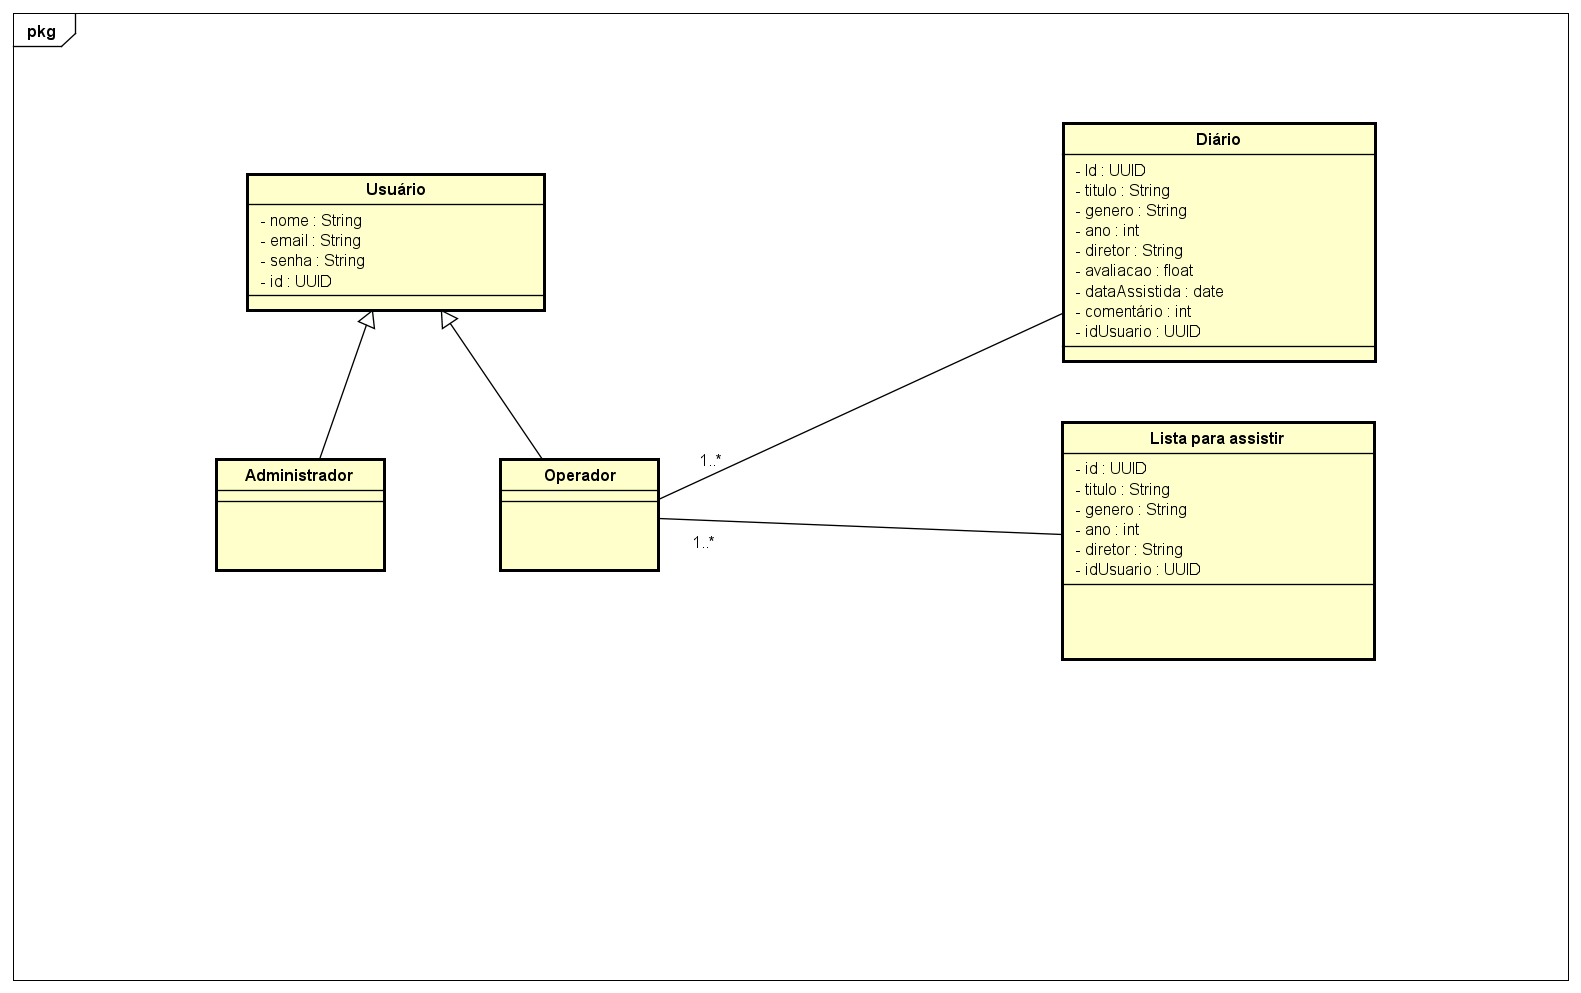 pkg
Usuário
- nome : String
- email : String
- senha : String
- id : UUID
Administrador
Operador
1..*
1..*
Diário
- Id : UUID
- titulo : String
- genero : String
- ano : int
- diretor : String
- avaliacao : float
- dataAssistida : date
- comentário : int
- idUsuario : UUID
Lista para assistir
- id : UUID
- titulo : String
- genero : String
- ano : int
- diretor : String
- idUsuario : UUID